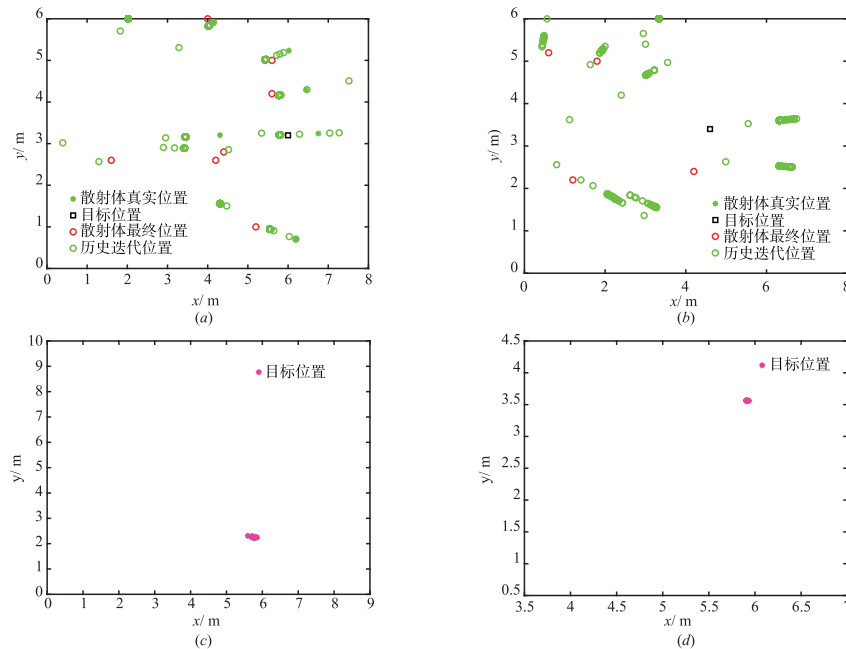 6
5
4
3
2
1
0
y/ m
散射体真实位置
目标位置
散射体最终位置
历史迭代位置
0 1 2 3 4 5 6 7 8
x/ m
(a)
6
5
4
3
2
1
0
y/ m)
散射体真实位置
目标位置
散射体最终位置
历史迭代位置
0 2 4 6 8
x/ m
(b)
10
9
8
7
6
5
4
3
2
1
0
y/ m
目标位置
0 1 2 3 4 5 6 7 8 9
x/ m
(c)
4.5
4
3.5
3
2.5
2
1.5
1
0.5
y/ m
目标位置
3.5 4 4.5 5 5.5 6 6.5 7
x/ m
(d)